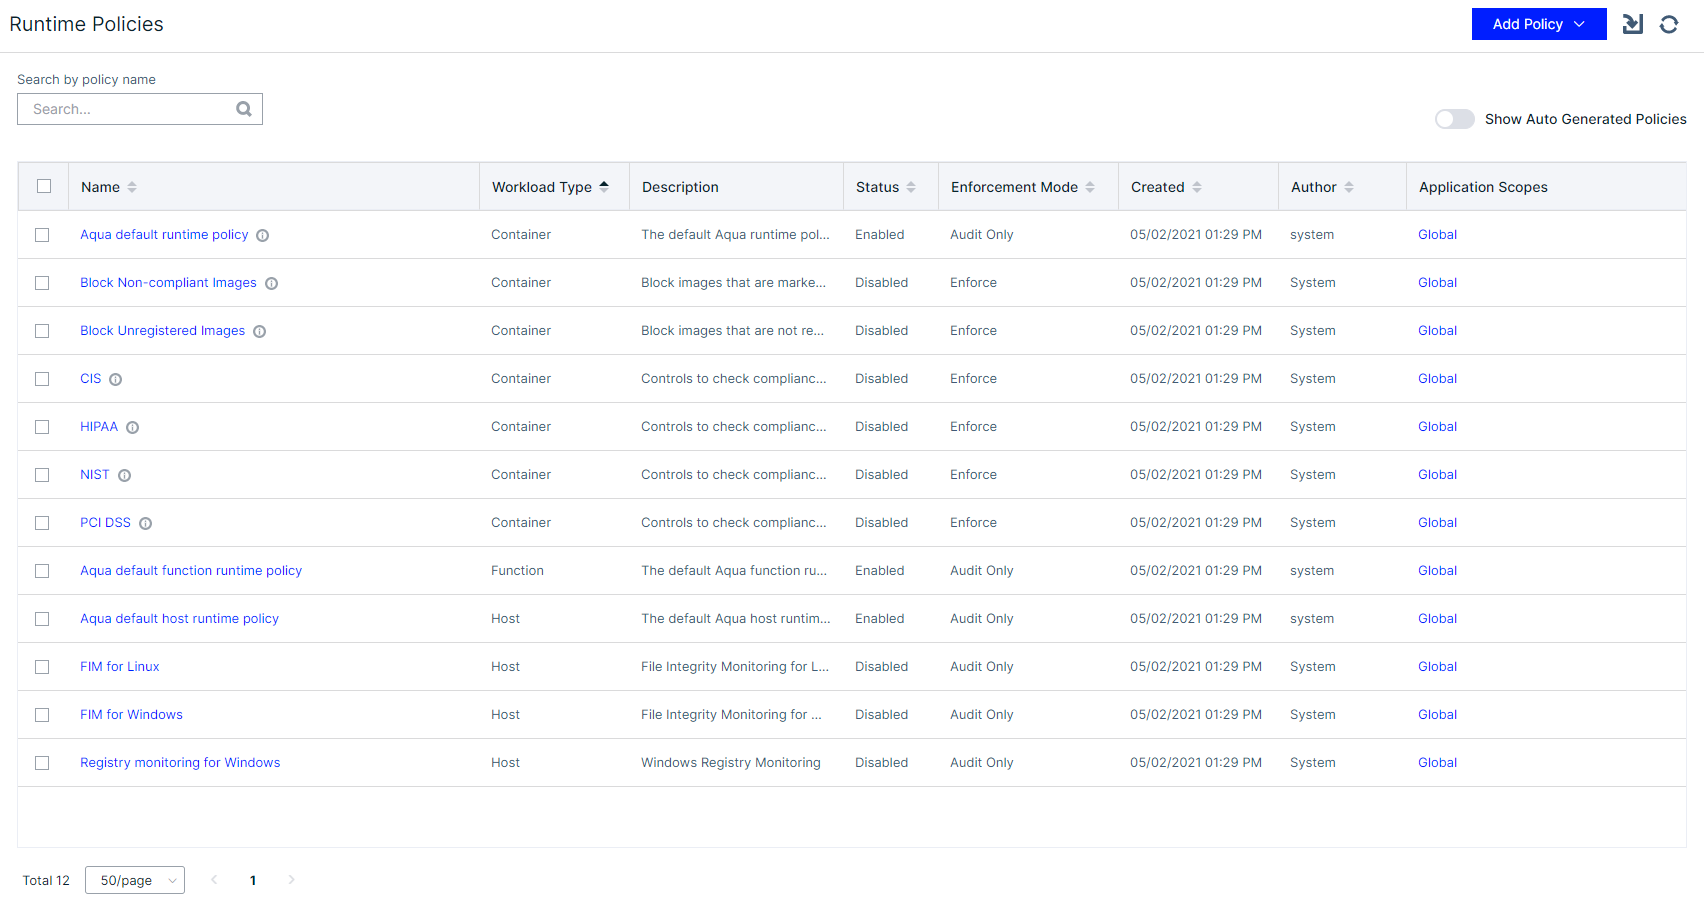 Runtime Policies
Add Policy
Search by policy name
Search...
Show Auto Generated Policies
Name Workload Type Description Status Enforcement Mode Created Author Application Scopes
Aqua default runtime policy Container The default Aqua runtime pol... Enabled Audit Only 05/02/2021 01:29 PM system Global
Block Non-compliant Images Container Block images that are marke... Disabled Enforce 05/02/2021 01:29 PM System Global
Block Unregistered Images Container Block images that are not re... Disabled Enforce 05/02/2021 01:29 PM System Global
CIS Container Controls to check complianc... Disabled Enforce 05/02/2021 01:29 PM System Global
HIPAA Container Controls to check complianc... Disabled Enforce 05/02/2021 01:29 PM System Global
NIST Container Controls to check complianc... Disabled Enforce 05/02/2021 01:29 PM System Global
PCI DSS Container Controls to check complianc... Disabled Enforce 05/02/2021 01:29 PM System Global
Aqua default function runtime policy Function The default Aqua function ru... Enabled Audit Only 05/02/2021 01:29 PM system Global
Aqua default host runtime policy Host The default Aqua host runtim... Enabled Audit Only 05/02/2021 01:29 PM system Global
FIM for Linux Host File Integrity Monitoring for L... Disabled Audit Only 05/02/2021 01:29 PM System Global
FIM for Windows Host File Integrity Monitoring for ... Disabled Audit Only 05/02/2021 01:29 PM System Global
Registry monitoring for Windows Host Windows Registry Monitoring Disabled Audit Only 05/02/2021 01:29 PM System Global
Total 12 50/page 1